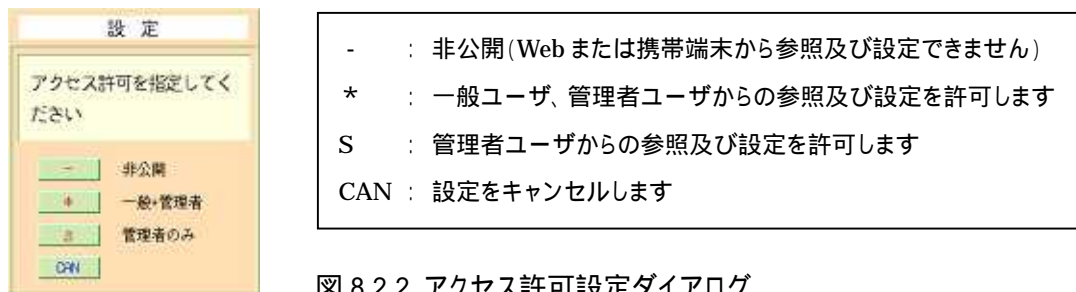 設 定
アクセス許可を指定してく
ださい
- 非公開
* 一般・管理者
S 管理者のみ
CAN
- : 非公開(Webまたは携帯端末から参照及び設定できません)
* : 一般ユーザ、管理者ユーザからの参照及び設定を許可します
S : 管理者ユーザからの参照及び設定を許可します
CAN : 設定をキャンセルします
図 8.2.2 アクセス許可設定ダイアログ